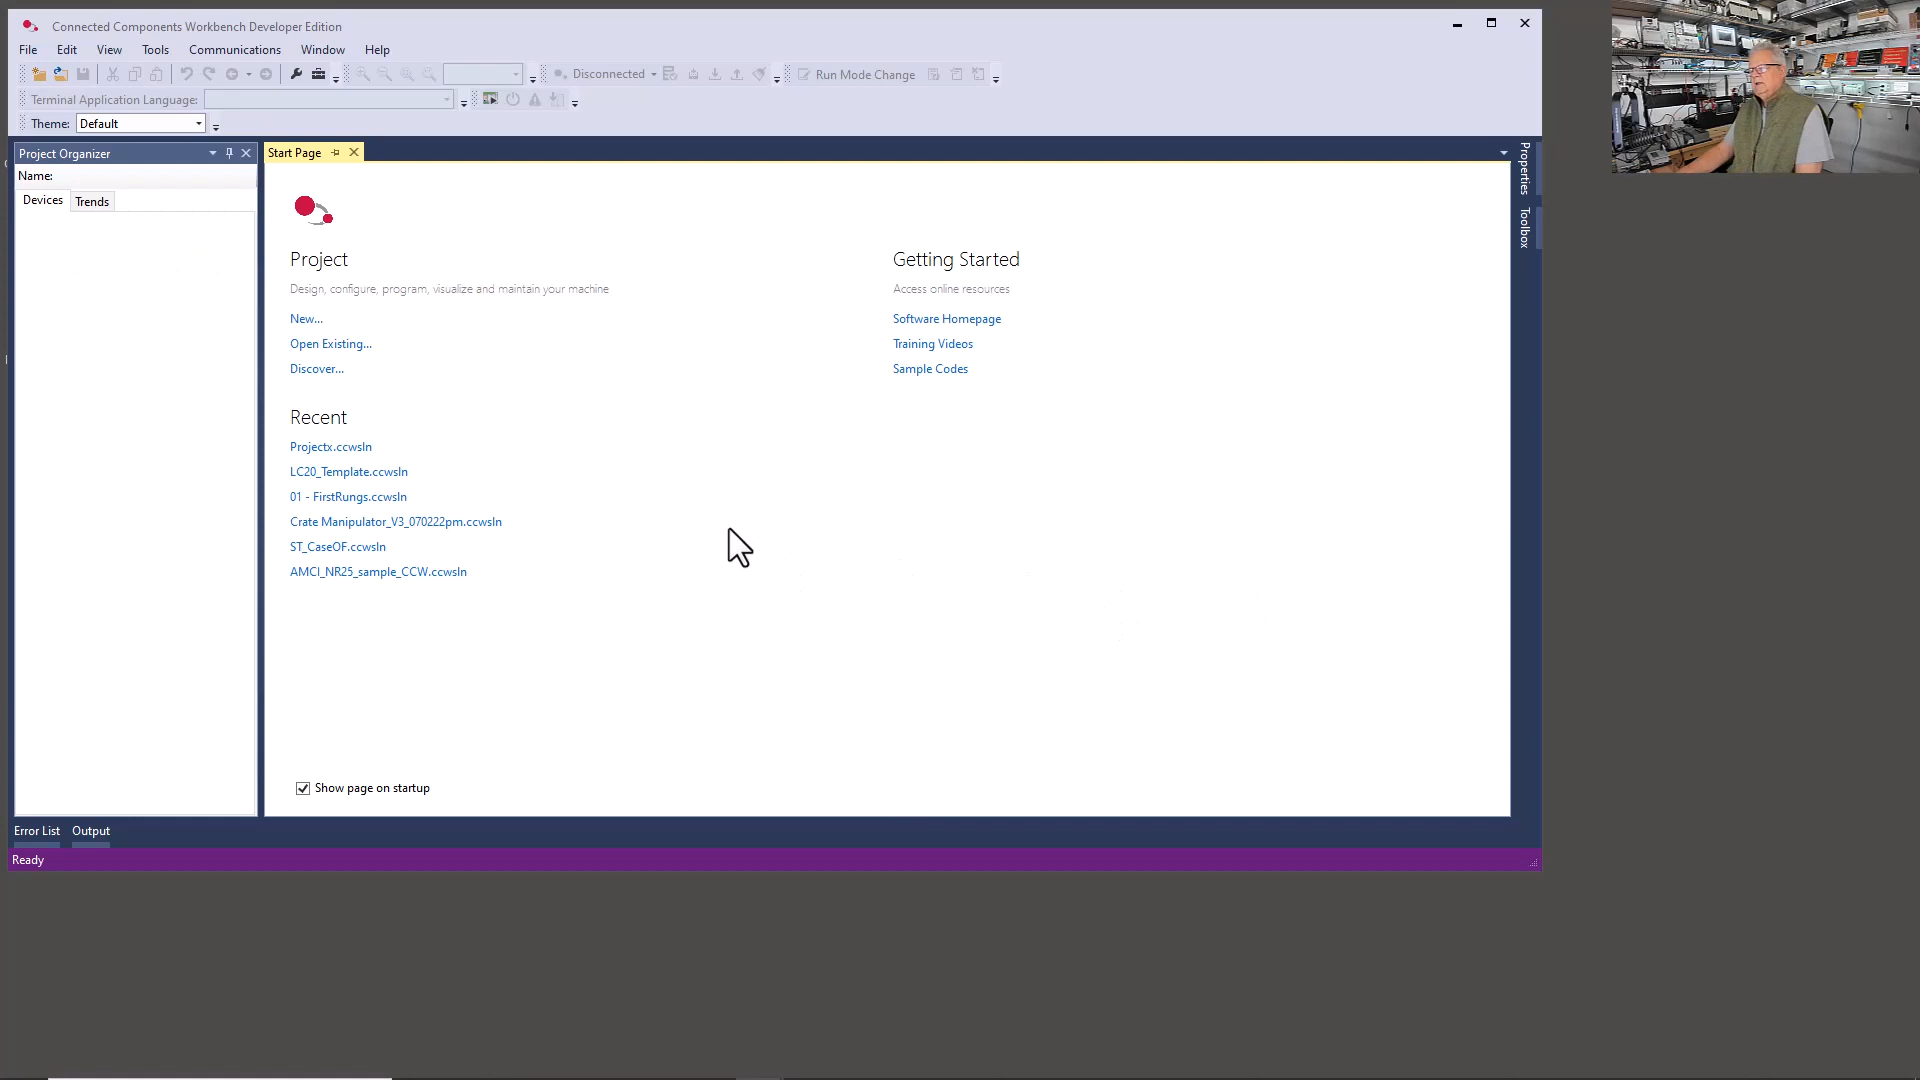 Connected Components Workbench Developer Edition
File Edit View Tools Communications Window Help
Disconnected Run Mode Change
Terminal Application Language:
Theme: Default
Project Organizer
Name:
Devices Trends
Start Page
Project
Design, configure, program, visualize and maintain your machine
New...
Open Existing...
Discover...
Recent
Projectx.ccwsln
LC20_Template.ccwsln
01 - FirstRungs.ccwsln
Crate Manipulator_V3_070222pm.ccwsln
ST_CaseOF.ccwsln
AMCI_NR25_sample_CCW.ccwsln
Show page on startup
Getting Started
Access online resources
Software Homepage
Training Videos
Sample Codes
Properties
Toolbox
Error List Output
Ready